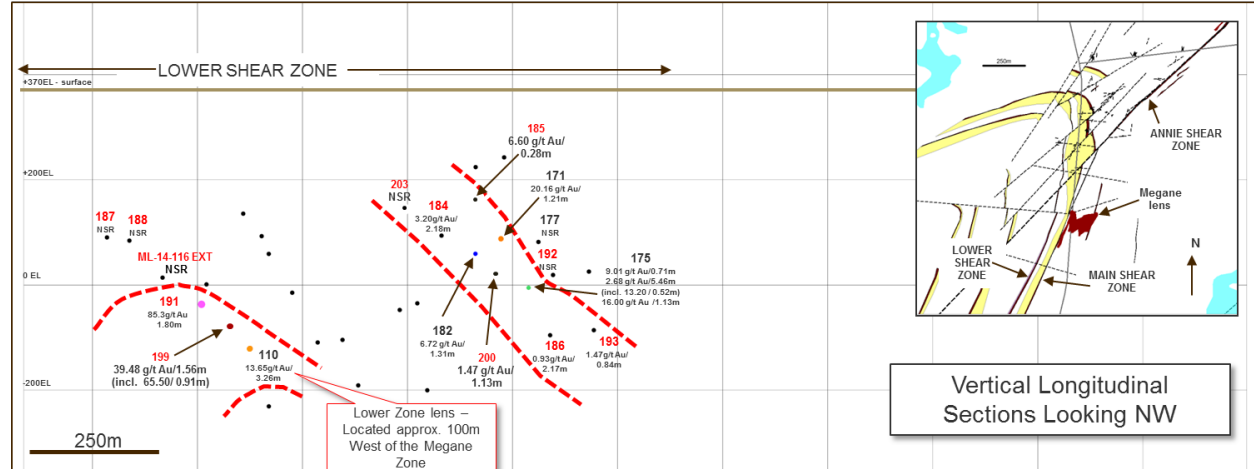 LOWER SHEAR ZONE
+370EL - surface
+200EL
0 EL
-200EL
187
NSR
188
NSR
ML-14-116 EXT
NSR
191
85.3g/t Au
1.80m
199
39.48 g/t Au/1.56m
(incl. 65.50/ 0.91m)
110
13.65g/t Au/
3.26m
Lower Zone lens –
Located approx. 100m
West of the Megane
Zone
250m
203
NSR
184
3.20g/t Au/
2.18m
185
6.60 g/t Au/
0.28m
171
20.16 g/t Au/
1.21m
177
NSR
192
NSR
175
9.01 g/t Au/0.71m
2.68 g/t Au/5.46m
(incl. 13.20 / 0.52m)
16.00 g/t Au /1.13m
182
6.72 g/t Au/
1.31m
200
1.47 g/t Au/
1.13m
186
0.93g/t Au/
2.17m
193
1.47 g/t Au/
0.84m
250m
ANNIE SHEAR
ZONE
Megane
lens
LOWER
SHEAR
ZONE
MAIN SHEAR
ZONE
N
Vertical Longitudinal
Sections Looking NW